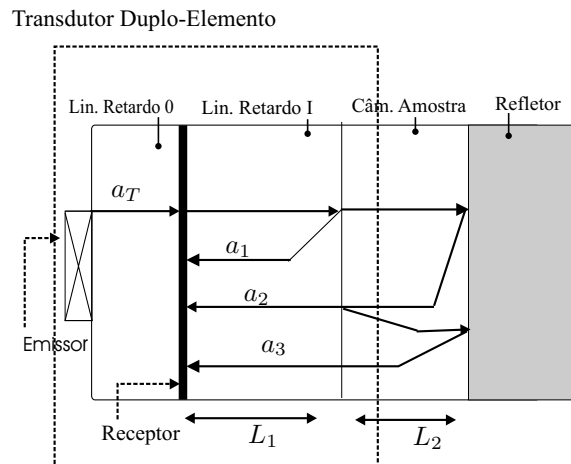 Transdutor Duplo-Elemento
Lin. Retardo 0
Lin. Retardo I
Câm. Amostra
Refletor
a_T
a_1
a_2
a_3
Emissor
Receptor
L_1
L_2